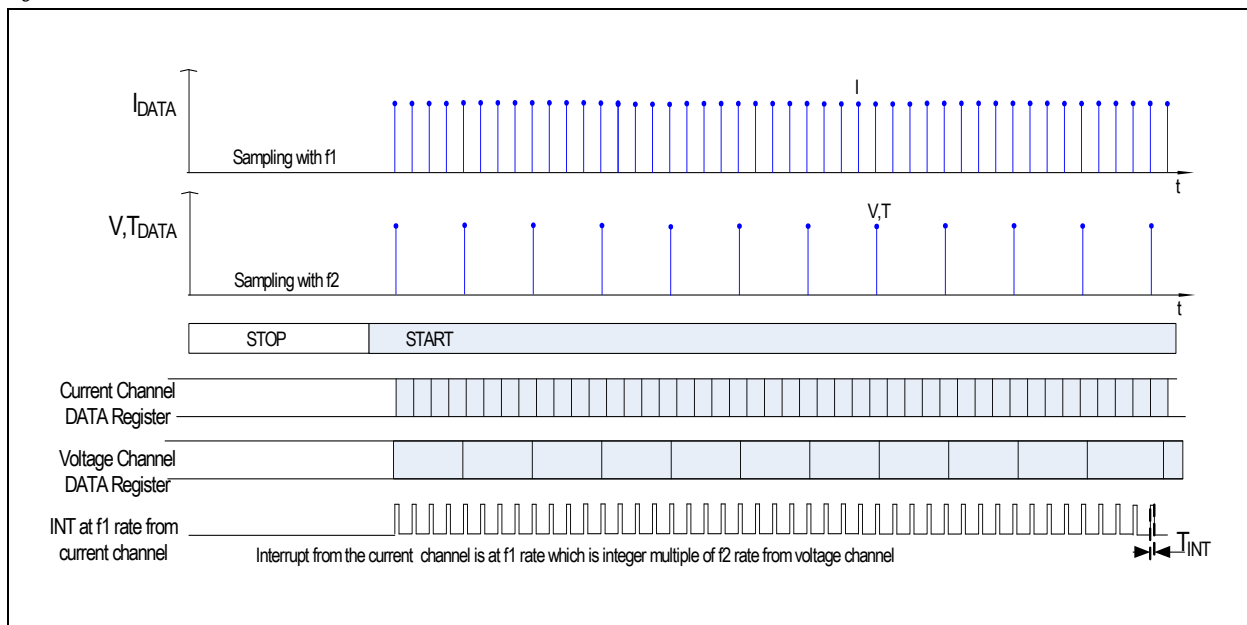 IDATA
I
Sampling with f1
t
V,TDATA
V,T
Sampling with f2
t
STOP
START
Current Channel
DATA Register
Voltage Channel
DATA Register
INT at f1 rate from
current channel
Interrupt from the current channel is at f1 rate which is integer multiple of f2 rate from voltage channel
TINT